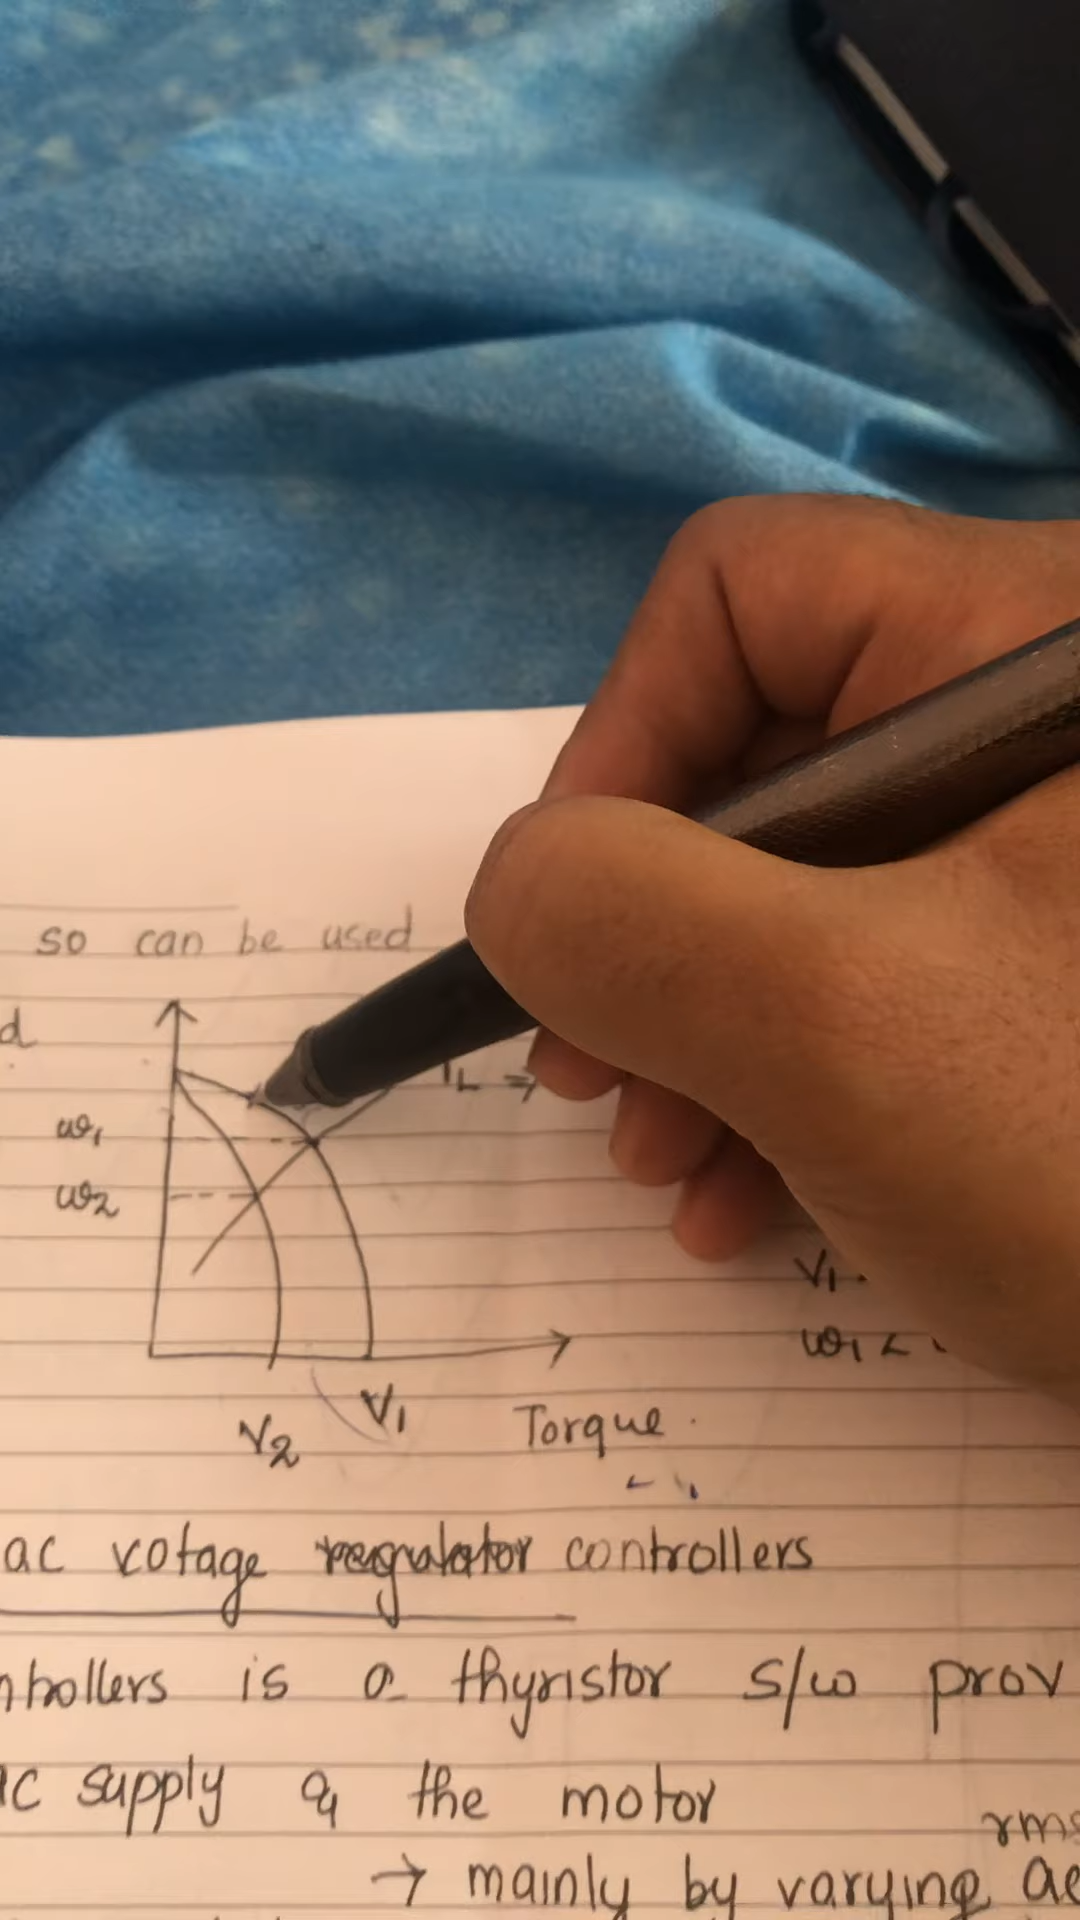 so can be used
d
TL ⇒
ω1
ω2
V1
ω1 <
V1
V2
Torque
ac votage regulator controllers
ntrollers is a thyristor s/w prov
ac supply & the motor
rms
→ mainly by varying